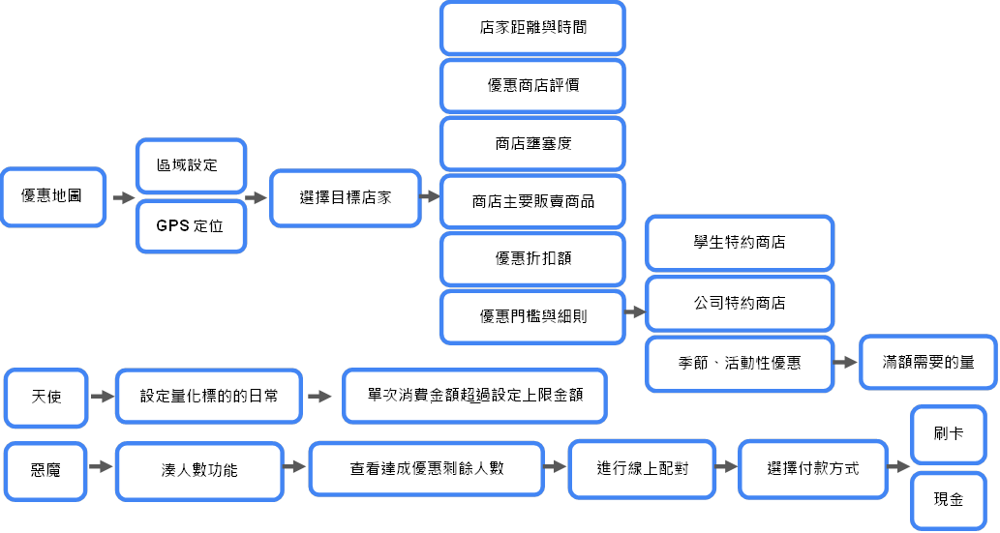 優惠地圖
區域設定
GPS 定位
選擇目標店家
店家距離與時間
優惠商店評價
商店壅塞度
商店主要販賣商品
優惠折扣額
優惠門檻與細則
學生特約商店
公司特約商店
季節、活動性優惠
滿額需要的量
天使
設定量化標的的日常
單次消費金額超過設定上限金額
惡魔
湊人數功能
查看達成優惠剩餘人數
進行線上配對
選擇付款方式
刷卡
現金